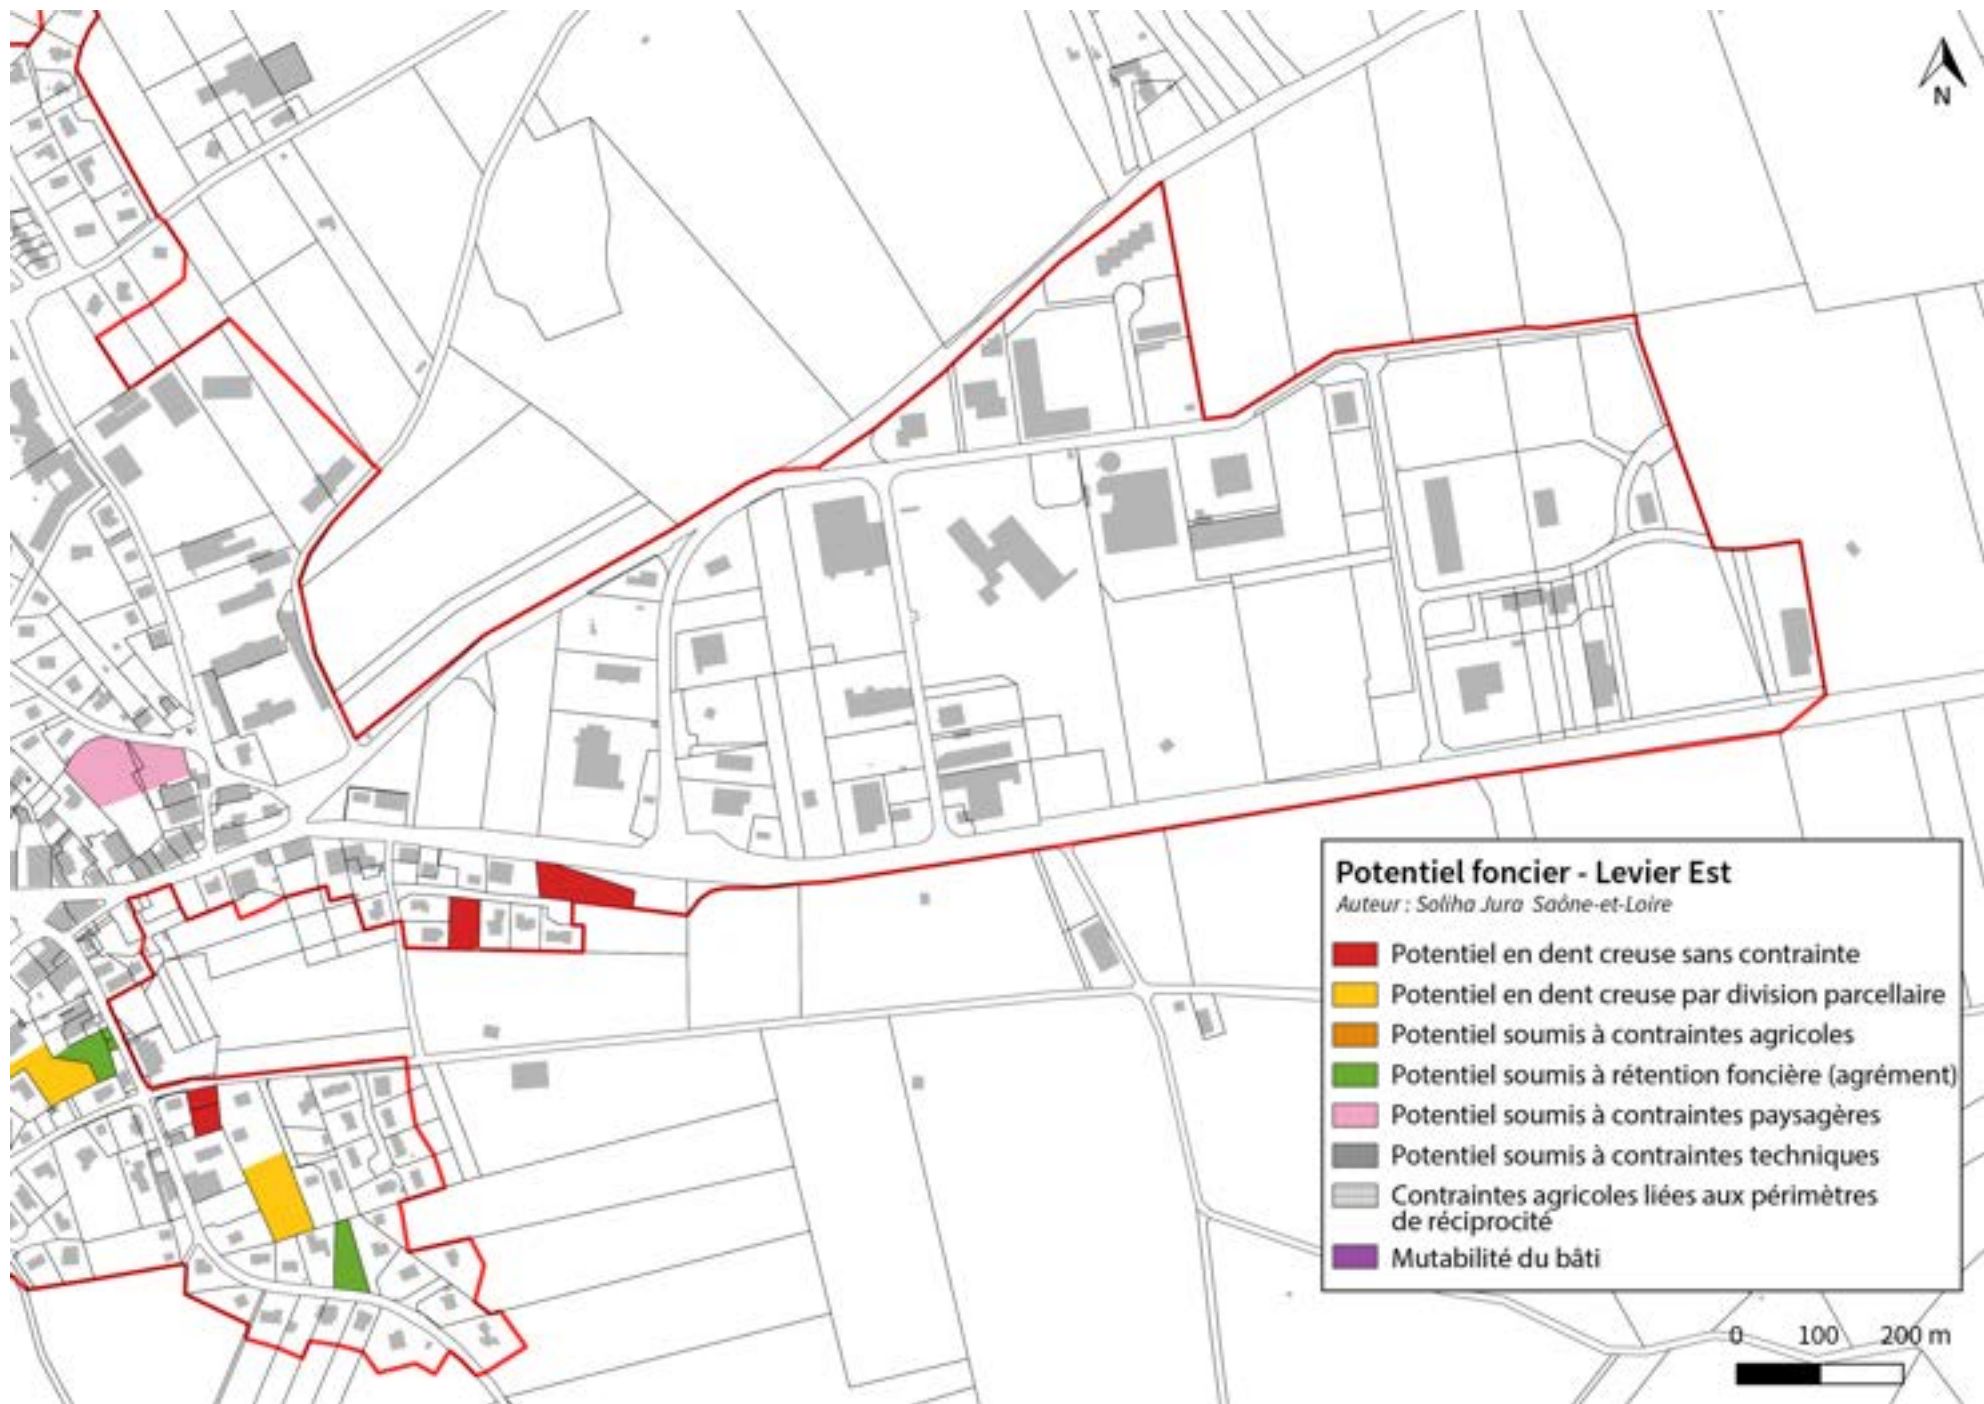 N
Potentiel foncier - Levier Est
Auteur : Soliha Jura Saône-et-Loire
Potentiel en dent creuse sans contrainte
Potentiel en dent creuse par division parcellaire
Potentiel soumis à contraintes agricoles
Potentiel soumis à rétention foncière (agrément)
Potentiel soumis à contraintes paysagères
Potentiel soumis à contraintes techniques
Contraintes agricoles liées aux périmètres
de réciprocité
Mutabilité du bâti
0 100 200 m